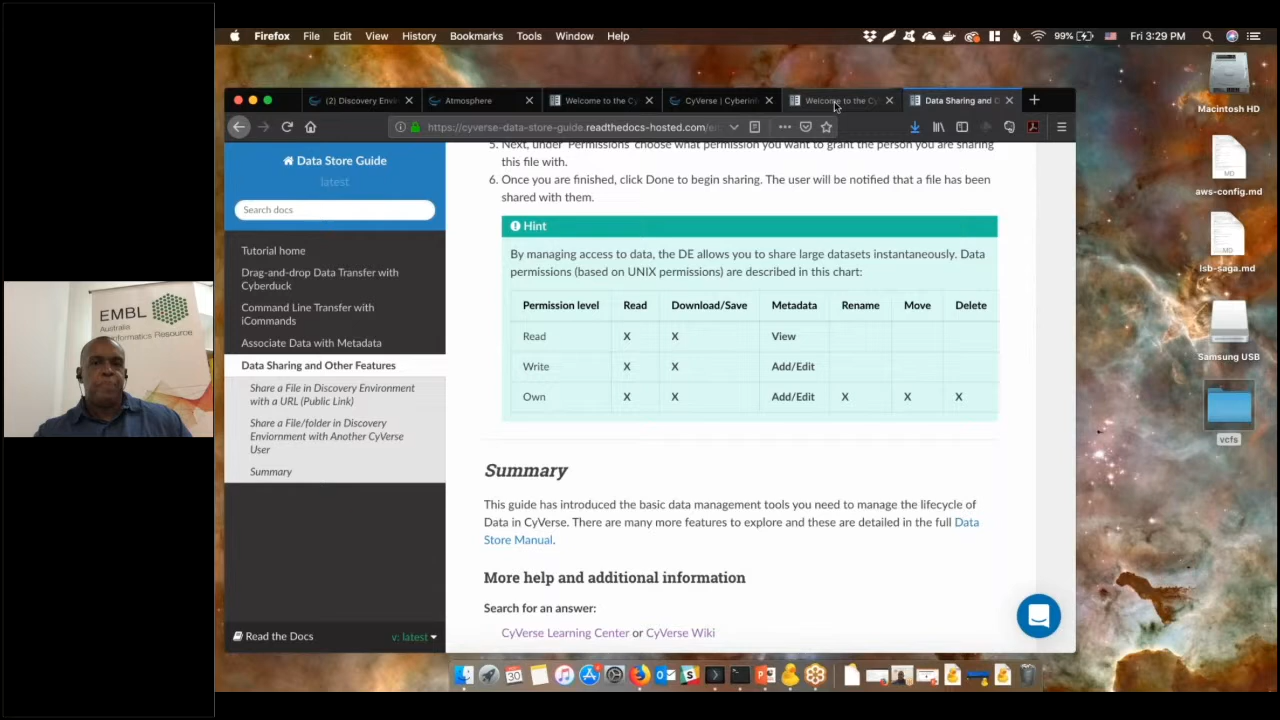 Firefox File Edit View History Bookmarks Tools Window Help
99% Fri 3:29 PM
(2) Discovery Envi
Atmosphere
Welcome to the Cy
CyVerse | CyberInf
Welcome to the Cy
Data Sharing and O
https://cyverse-data-store-guide.readthedocs-hosted.com/e
Data Store Guide
latest
Search docs
Tutorial home
Drag-and-drop Data Transfer with
Cyberduck
Command Line Transfer with
iCommands
Associate Data with Metadata
Data Sharing and Other Features
Share a File in Discovery Environment
with a URL (Public Link)
Share a File/folder in Discovery
Enviornment with Another CyVerse
User
Summary
Read the Docs
v: latest
5. Next, under 'Permissions' choose what permission you want to grant the person you are sharing
this file with.
6. Once you are finished, click Done to begin sharing. The user will be notified that a file has been
shared with them.
Hint
By managing access to data, the DE allows you to share large datasets instantaneously. Data
permissions (based on UNIX permissions) are described in this chart:
Permission level Read Download/Save Metadata Rename Move Delete
Read X X View
Write X X Add/Edit
Own X X Add/Edit X X X
Summary
This guide has introduced the basic data management tools you need to manage the lifecycle of
Data in CyVerse. There are many more features to explore and these are detailed in the full Data
Store Manual.
More help and additional information
Search for an answer:
CyVerse Learning Center or CyVerse Wiki
Macintosh HD
MD
aws-config.md
MD
lsb-saga.md
Samsung USB
vcfs
EMBL
Australia
30